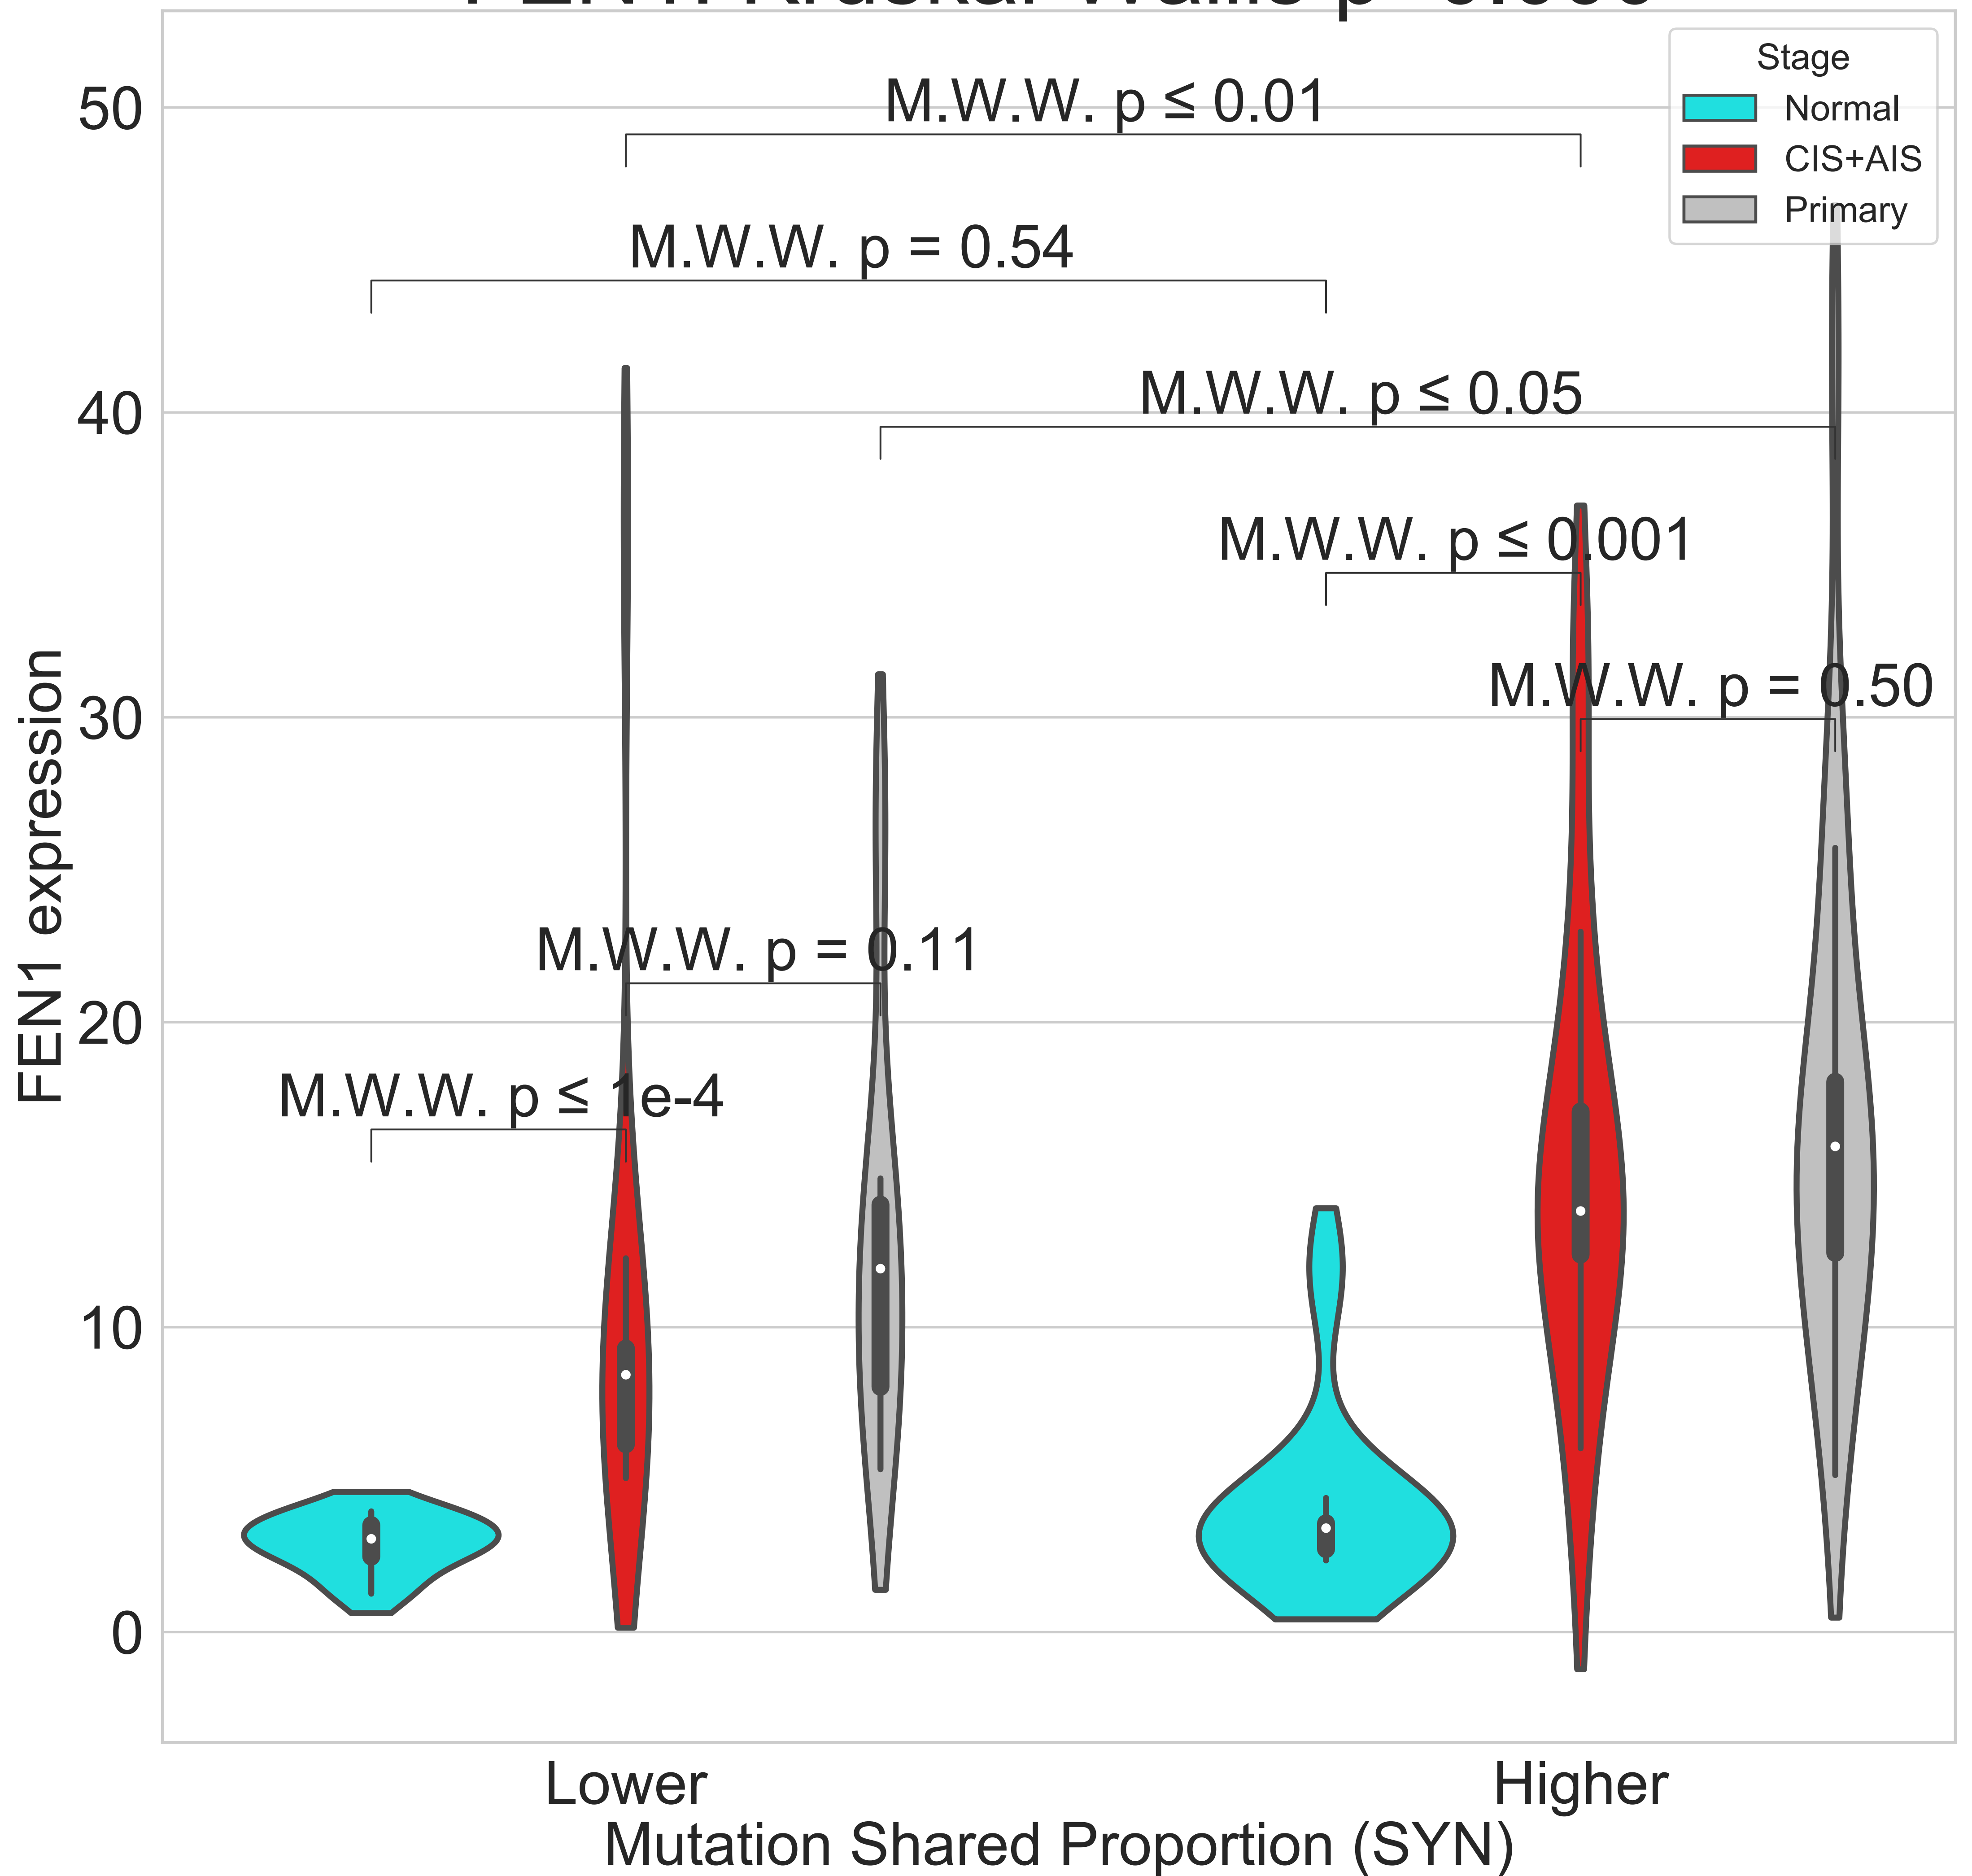 Stage
Normal
CIS+AIS
Primary
M.W.W. p ≤ 0.01
M.W.W. p = 0.54
M.W.W. p ≤ 0.05
M.W.W. p ≤ 0.001
M.W.W. p = 0.50
M.W.W. p = 0.11
M.W.W. p ≤ 1e-4
50
40
30
20
10
0
FEN1 expression
Lower
Higher
Mutation Shared Proportion (SYN)